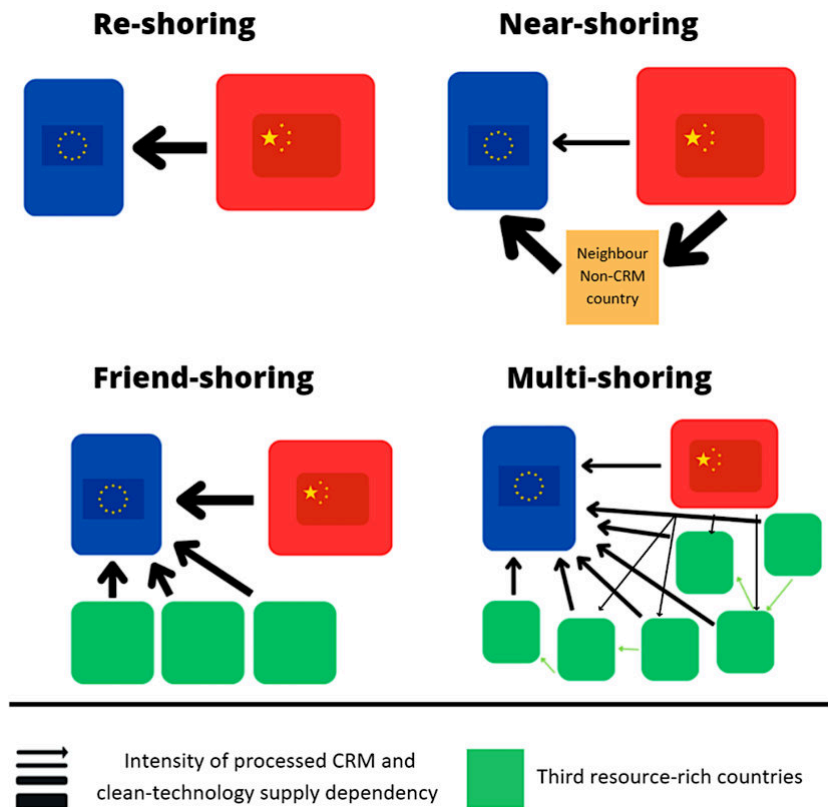 Re-shoring
Near-shoring
Neighbour
Non-CRM
country
Friend-shoring
Multi-shoring
Intensity of processed CRM and
clean-technology supply dependency
Third resource-rich countries